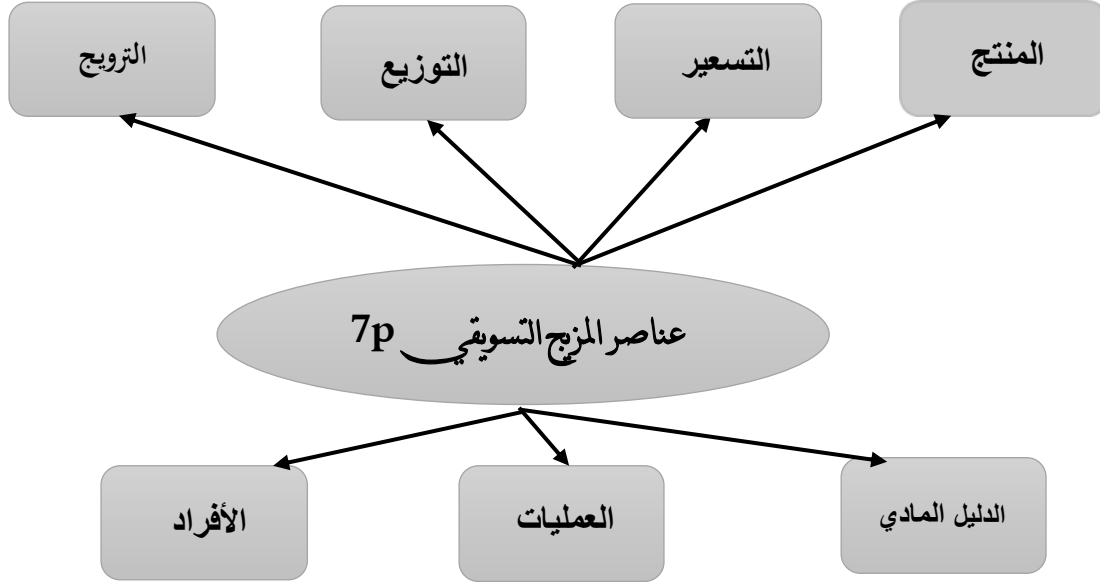 المنتج
التسعير
التوزيع
الترويج
عناصر المزيج التسويقي 7p
الدليل المادي
العمليات
الأفراد